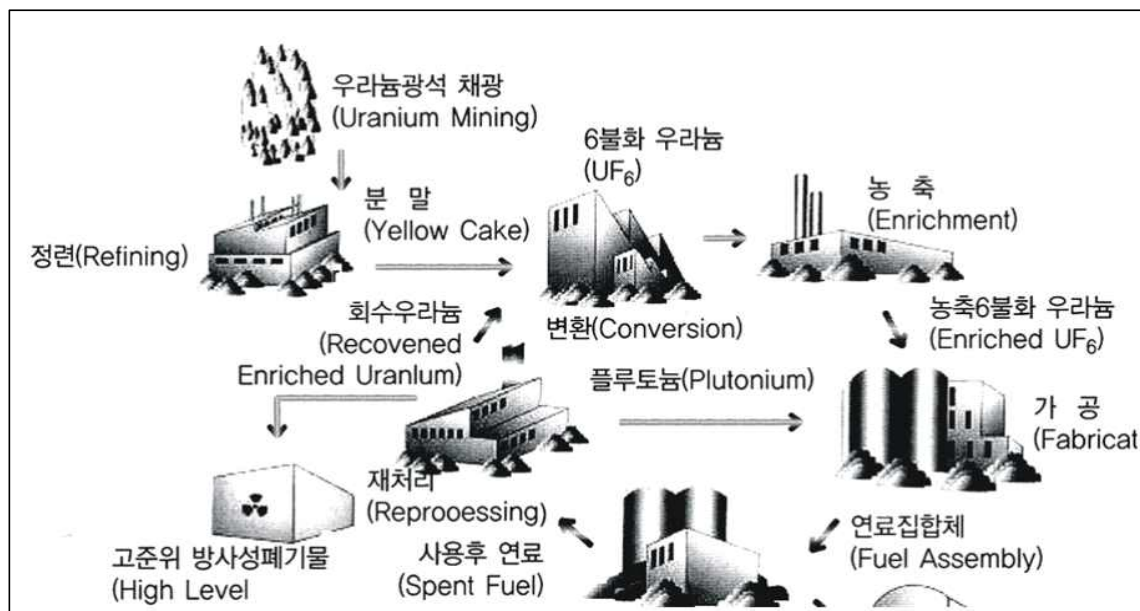 우라늄광석 채광
(Uranium Mining)
6불화 우라늄
(UF₆)
농 축
(Enrichment)
분 말
(Yellow Cake)
정련(Refining)
회수우라늄
(Recovened
Enriched Uranlum)
변환(Conversion)
농축6불화 우라늄
(Enriched UF₆)
플루토늄(Plutonium)
가 공
(Fabricat
재처리
(Reprooessing)
연료집합체
(Fuel Assembly)
고준위 방사성폐기물
(High Level
사용후 연료
(Spent Fuel)